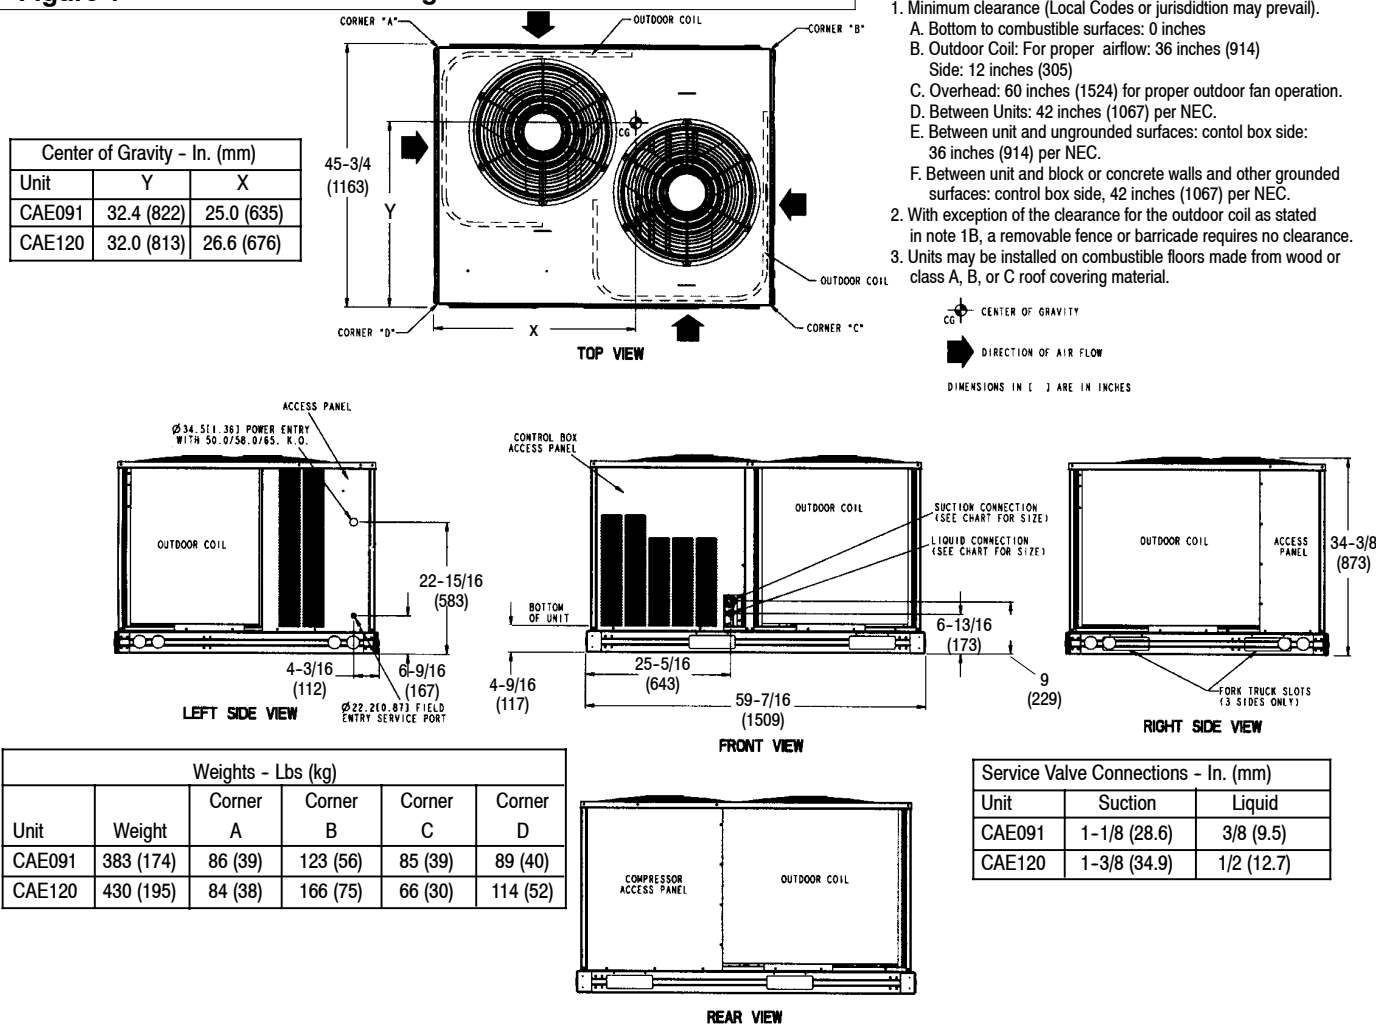 1. Minimum clearance (Local Codes or jurisdidtion may prevail).
A. Bottom to combustible surfaces: 0 inches
B. Outdoor Coil: For proper airflow: 36 inches (914)
Side: 12 inches (305)
C. Overhead: 60 inches (1524) for proper outdoor fan operation.
D. Between Units: 42 inches (1067) per NEC.
E. Between unit and ungrounded surfaces: contol box side:
36 inches (914) per NEC.
F. Between unit and block or concrete walls and other grounded
surfaces: control box side, 42 inches (1067) per NEC.
2. With exception of the clearance for the outdoor coil as stated
in note 1B, a removable fence or barricade requires no clearance.
3. Units may be installed on combustible floors made from wood or
class A, B, or C roof covering material.
CG CENTER OF GRAVITY
DIRECTION OF AIR FLOW
DIMENSIONS IN [ ] ARE IN INCHES
CORNER "A"
OUTDOOR COIL
CORNER "B"
CG
45-3/4
(1163)
Y
OUTDOOR COIL
CORNER "D"
X
CORNER "C"
TOP VIEW
Center of Gravity - In. (mm)
Unit Y X
CAE091 32.4 (822) 25.0 (635)
CAE120 32.0 (813) 26.6 (676)
ACCESS PANEL
Ø34.5[1.36] POWER ENTRY
WITH 50.0/58.0/65. K.O.
OUTDOOR COIL
22-15/16
(583)
4-3/16
(112)
6-9/16
(167)
Ø22.2[0.87] FIELD
ENTRY SERVICE PORT
LEFT SIDE VIEW
CONTROL BOX
ACCESS PANEL
OUTDOOR COIL
SUCTION CONNECTION
(SEE CHART FOR SIZE)
LIQUID CONNECTION
(SEE CHART FOR SIZE)
BOTTOM
OF UNIT
4-9/16
(117)
25-5/16
(643)
59-7/16
(1509)
6-13/16
(173)
9
(229)
FRONT VIEW
OUTDOOR COIL
ACCESS
PANEL
34-3/8
(873)
FORK TRUCK SLOTS
(3 SIDES ONLY)
RIGHT SIDE VIEW
Weights - Lbs (kg)
Corner Corner Corner Corner
Unit Weight A B C D
CAE091 383 (174) 86 (39) 123 (56) 85 (39) 89 (40)
CAE120 430 (195) 84 (38) 166 (75) 66 (30) 114 (52)
COMPRESSOR
ACCESS PANEL
OUTDOOR COIL
REAR VIEW
Service Valve Connections - In. (mm)
Unit Suction Liquid
CAE091 1-1/8 (28.6) 3/8 (9.5)
CAE120 1-3/8 (34.9) 1/2 (12.7)